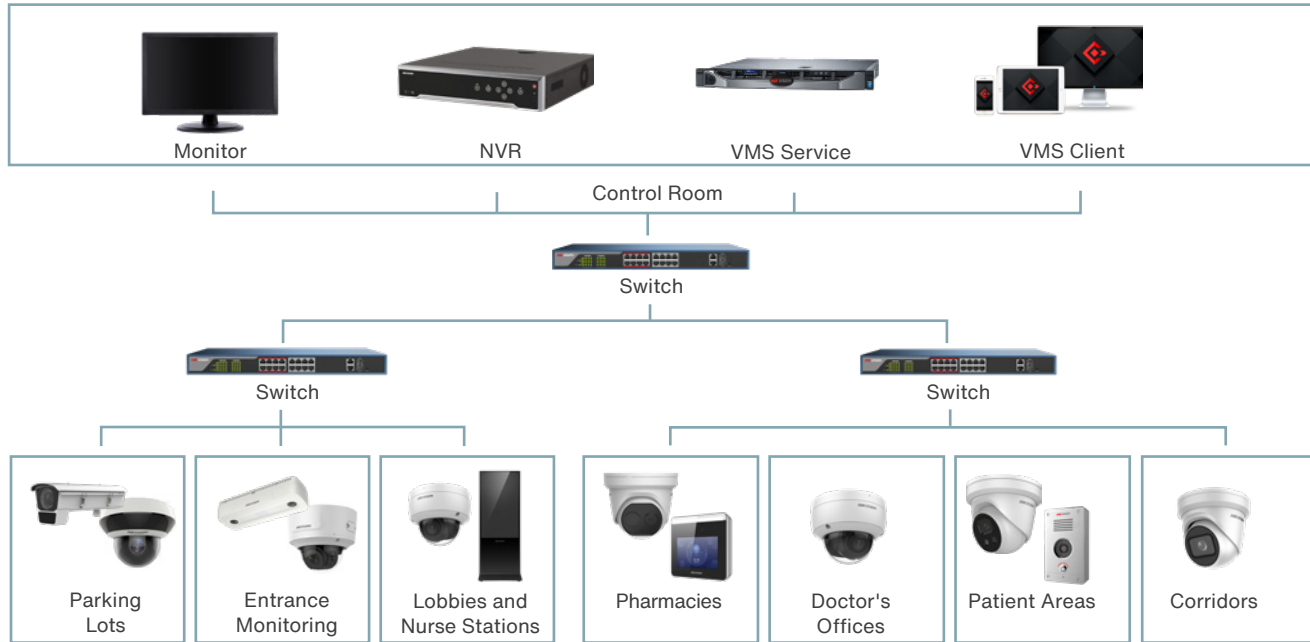 Monitor
NVR
VMS Service
VMS Client
Control Room
Switch
Switch
Switch
Parking
Lots
Entrance
Monitoring
Lobbies and
Nurse Stations
Pharmacies
Doctor's
Offices
Patient Areas
Corridors